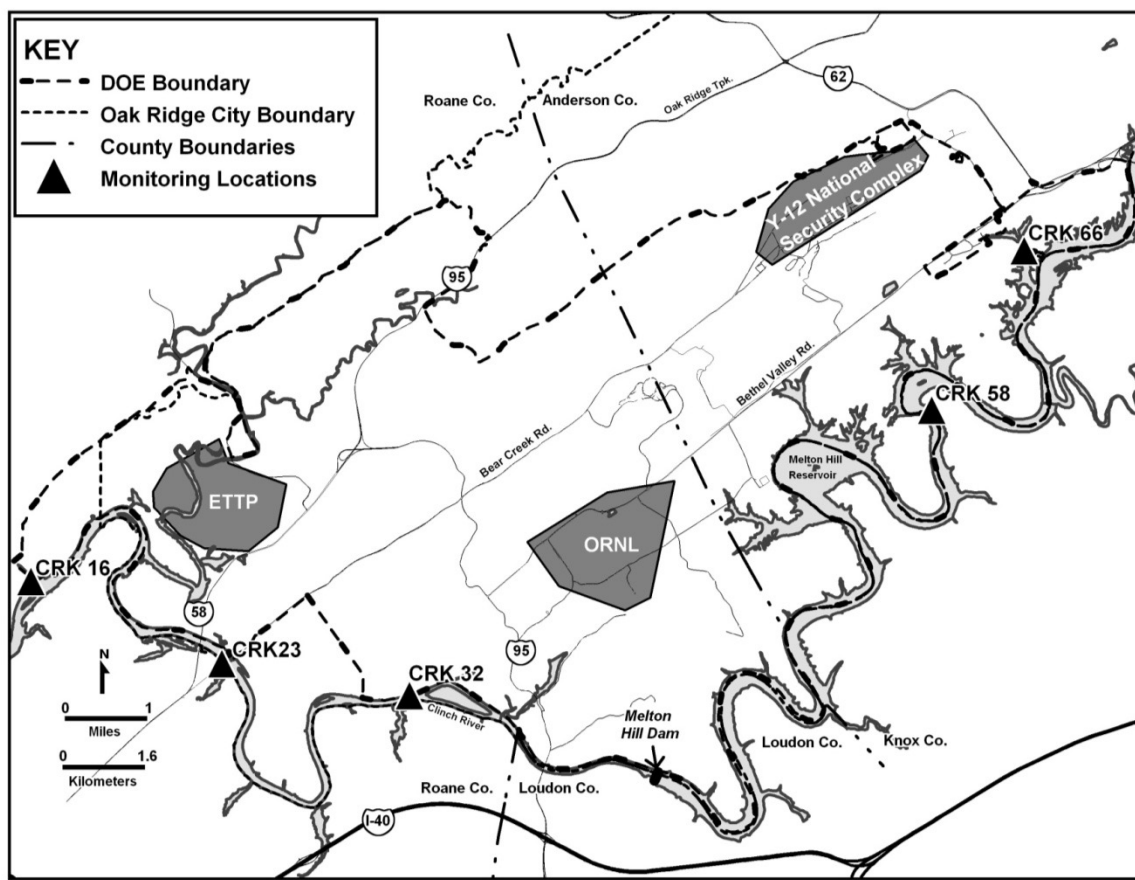 KEY
DOE Boundary
Oak Ridge City Boundary
County Boundaries
Monitoring Locations
Roane Co.
Anderson Co.
Oak Ridge Tpk.
62
Y-12 National
Security Complex
CRK 66
95
Bethel Valley Rd.
CRK 58
Bear Creek Rd.
Melton Hill
Reservoir
ETTP
ORNL
CRK 16
58
CRK23
95
CRK 32
Clinch River
N
0 1
Miles
0 1.6
Kilometers
Melton
Hill Dam
Loudon Co.
Knox Co.
Roane Co.
Loudon Co.
I-40